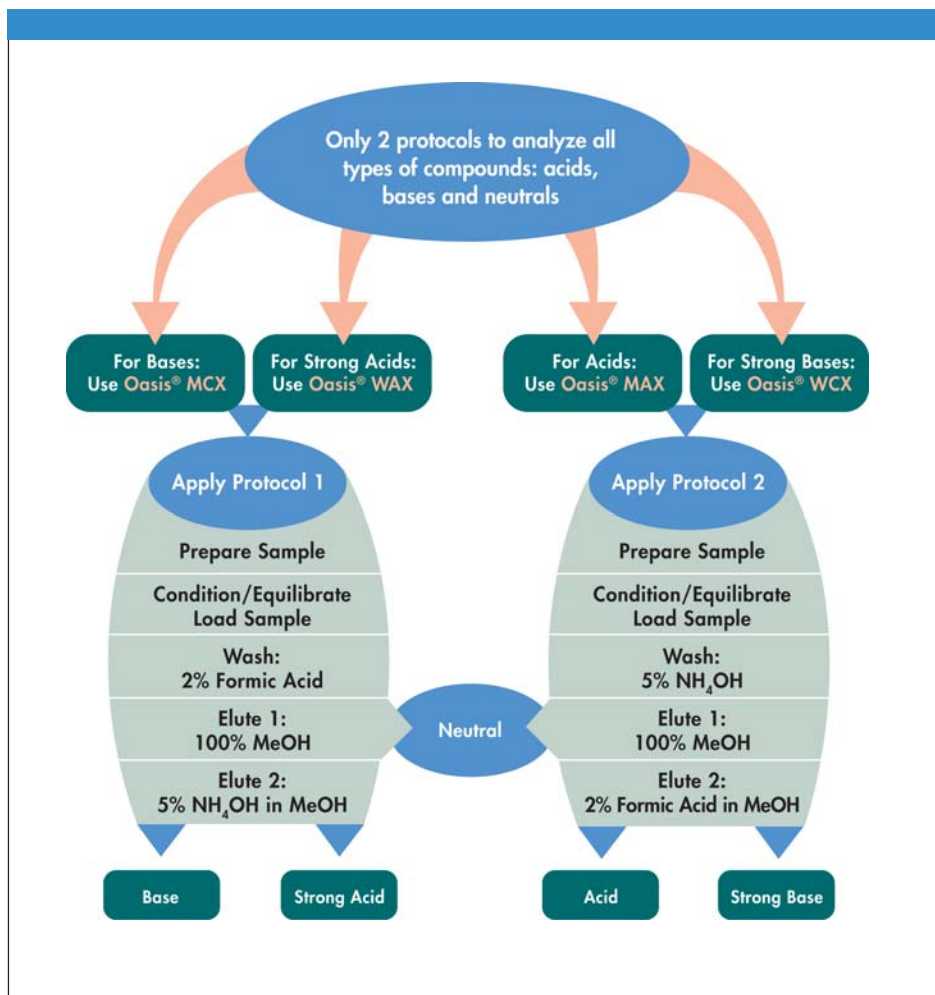 Only 2 protocols to analyze all
types of compounds: acids,
bases and neutrals
For Bases:
Use Oasis® MCX
For Strong Acids:
Use Oasis® WAX
For Acids:
Use Oasis® MAX
For Strong Bases:
Use Oasis® WCX
Apply Protocol 1
Prepare Sample
Condition/Equilibrate
Load Sample
Wash:
2% Formic Acid
Elute 1:
100% MeOH
Elute 2:
5% NH₄OH in MeOH
Base
Strong Acid
Neutral
Apply Protocol 2
Prepare Sample
Condition/Equilibrate
Load Sample
Wash:
5% NH₄OH
Elute 1:
100% MeOH
Elute 2:
2% Formic Acid in MeOH
Acid
Strong Base